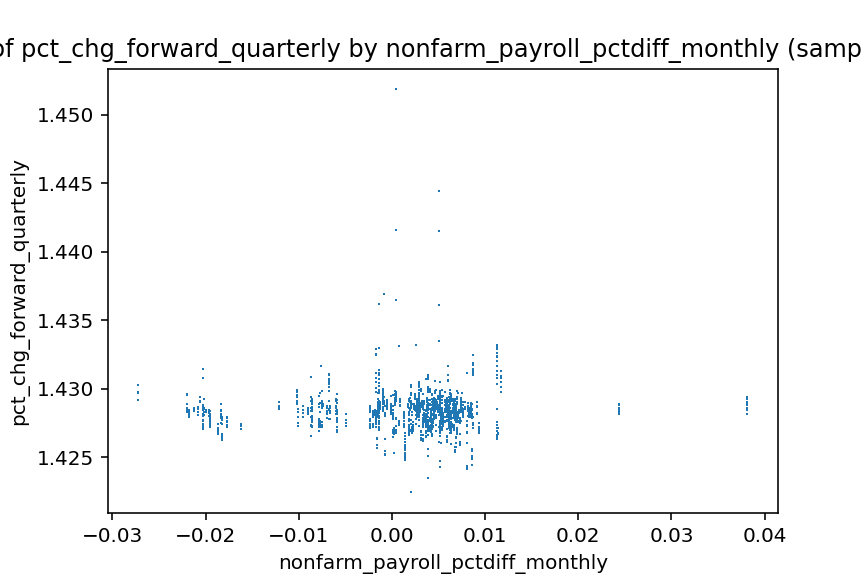 of pct_chg_forward_quarterly by nonfarm_payroll_pctdiff_monthly (samp
1.450
1.445
1.440
1.435
1.430
1.425
pct_chg_forward_quarterly
−0.03 −0.02 −0.01 0.00 0.01 0.02 0.03 0.04
nonfarm_payroll_pctdiff_monthly